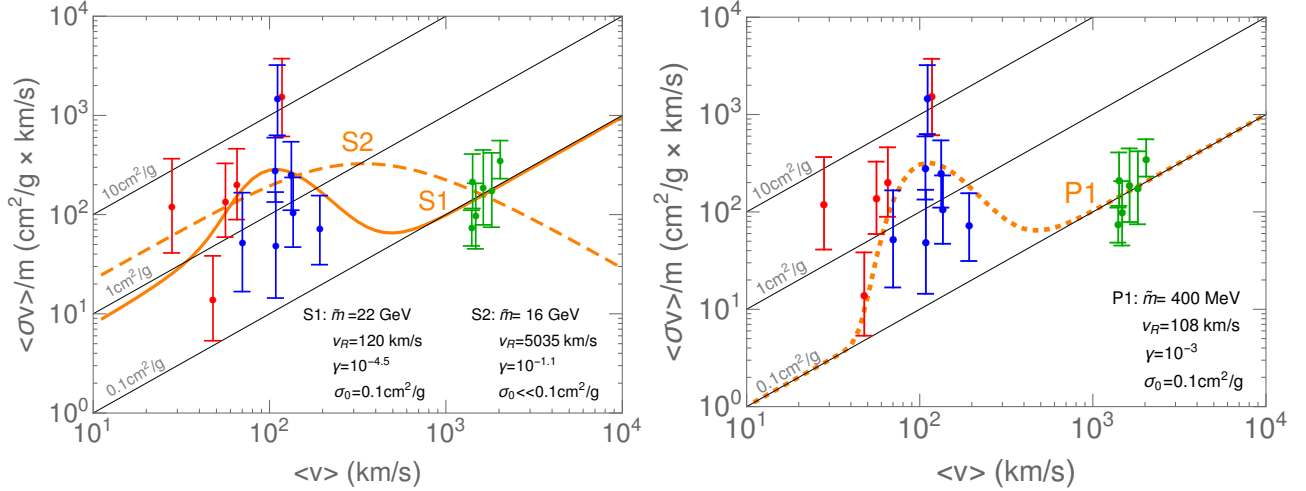 <σv>/m (cm²/g × km/s)
10⁴
10³
10²
10¹
10⁰
10cm²/g
1cm²/g
0.1cm²/g
S2
S1
S1: m̃ =22 GeV
v_R=120 km/s
γ=10⁻⁴·⁵
σ₀=0.1cm²/g
S2: m̃= 16 GeV
v_R=5035 km/s
γ=10⁻¹·¹
σ₀<<0.1cm²/g
10¹
10²
10³
10⁴
<v> (km/s)
<σv>/m (cm²/g × km/s)
10⁴
10³
10²
10¹
10⁰
10cm²/g
1cm²/g
0.1cm²/g
P1
P1: m̃= 400 MeV
v_R=108 km/s
γ=10⁻³
σ₀=0.1cm²/g
10¹
10²
10³
10⁴
<v> (km/s)